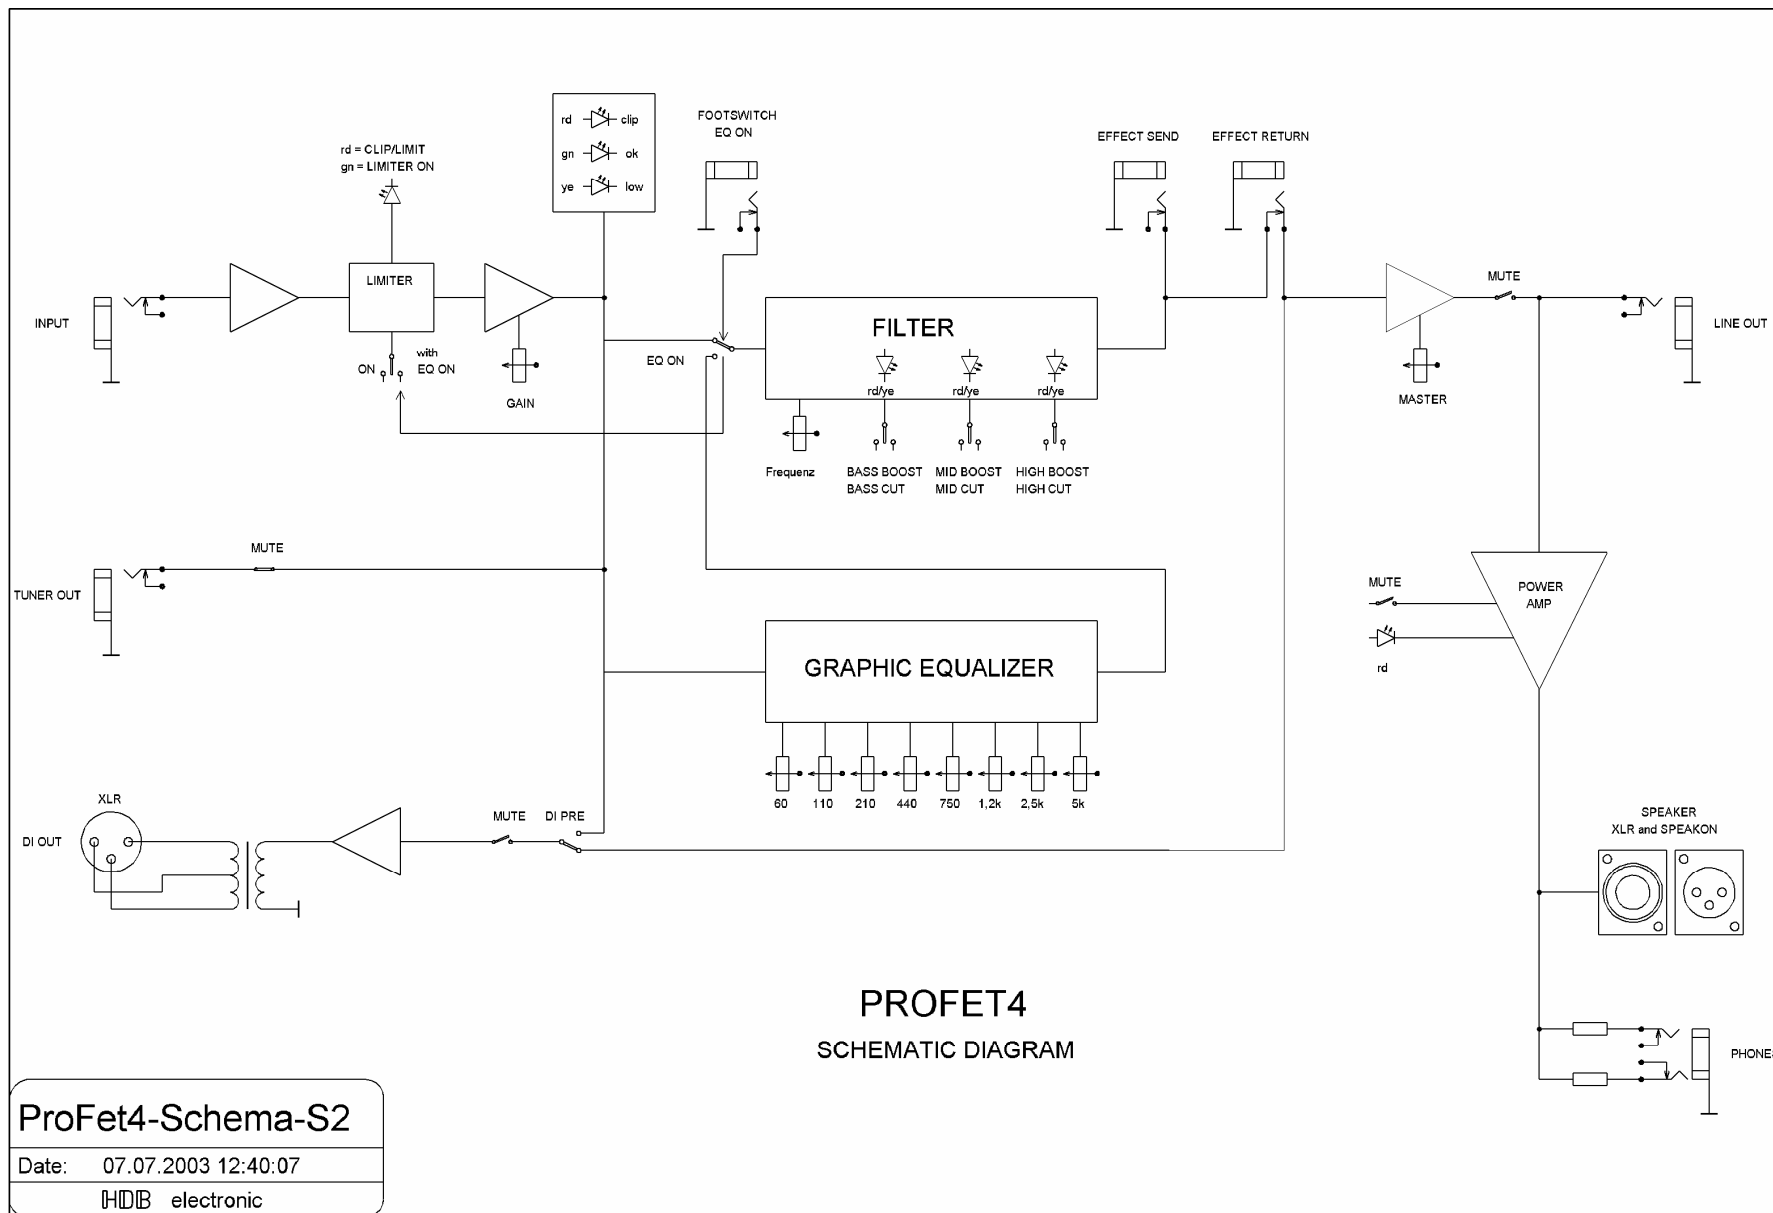 rd = CLIP/LIMIT
gn = LIMITER ON
rd clip
gn ok
ye low
FOOTSWITCH
EQ ON
EFFECT SEND
EFFECT RETURN
INPUT
LIMITER
ON
with
EQ ON
GAIN
EQ ON
FILTER
rd/ye
rd/ye
rd/ye
Frequenz
BASS BOOST
BASS CUT
MID BOOST
MID CUT
HIGH BOOST
HIGH CUT
MASTER
MUTE
LINE OUT
TUNER OUT
MUTE
GRAPHIC EQUALIZER
60
110
210
440
750
1,2k
2,5k
5k
MUTE
rd
POWER
AMP
DI OUT
XLR
MUTE
DI PRE
SPEAKER
XLR and SPEAKON
PHONES
PROFET4
SCHEMATIC DIAGRAM
ProFet4-Schema-S2
Date: 07.07.2003 12:40:07
HDB electronic